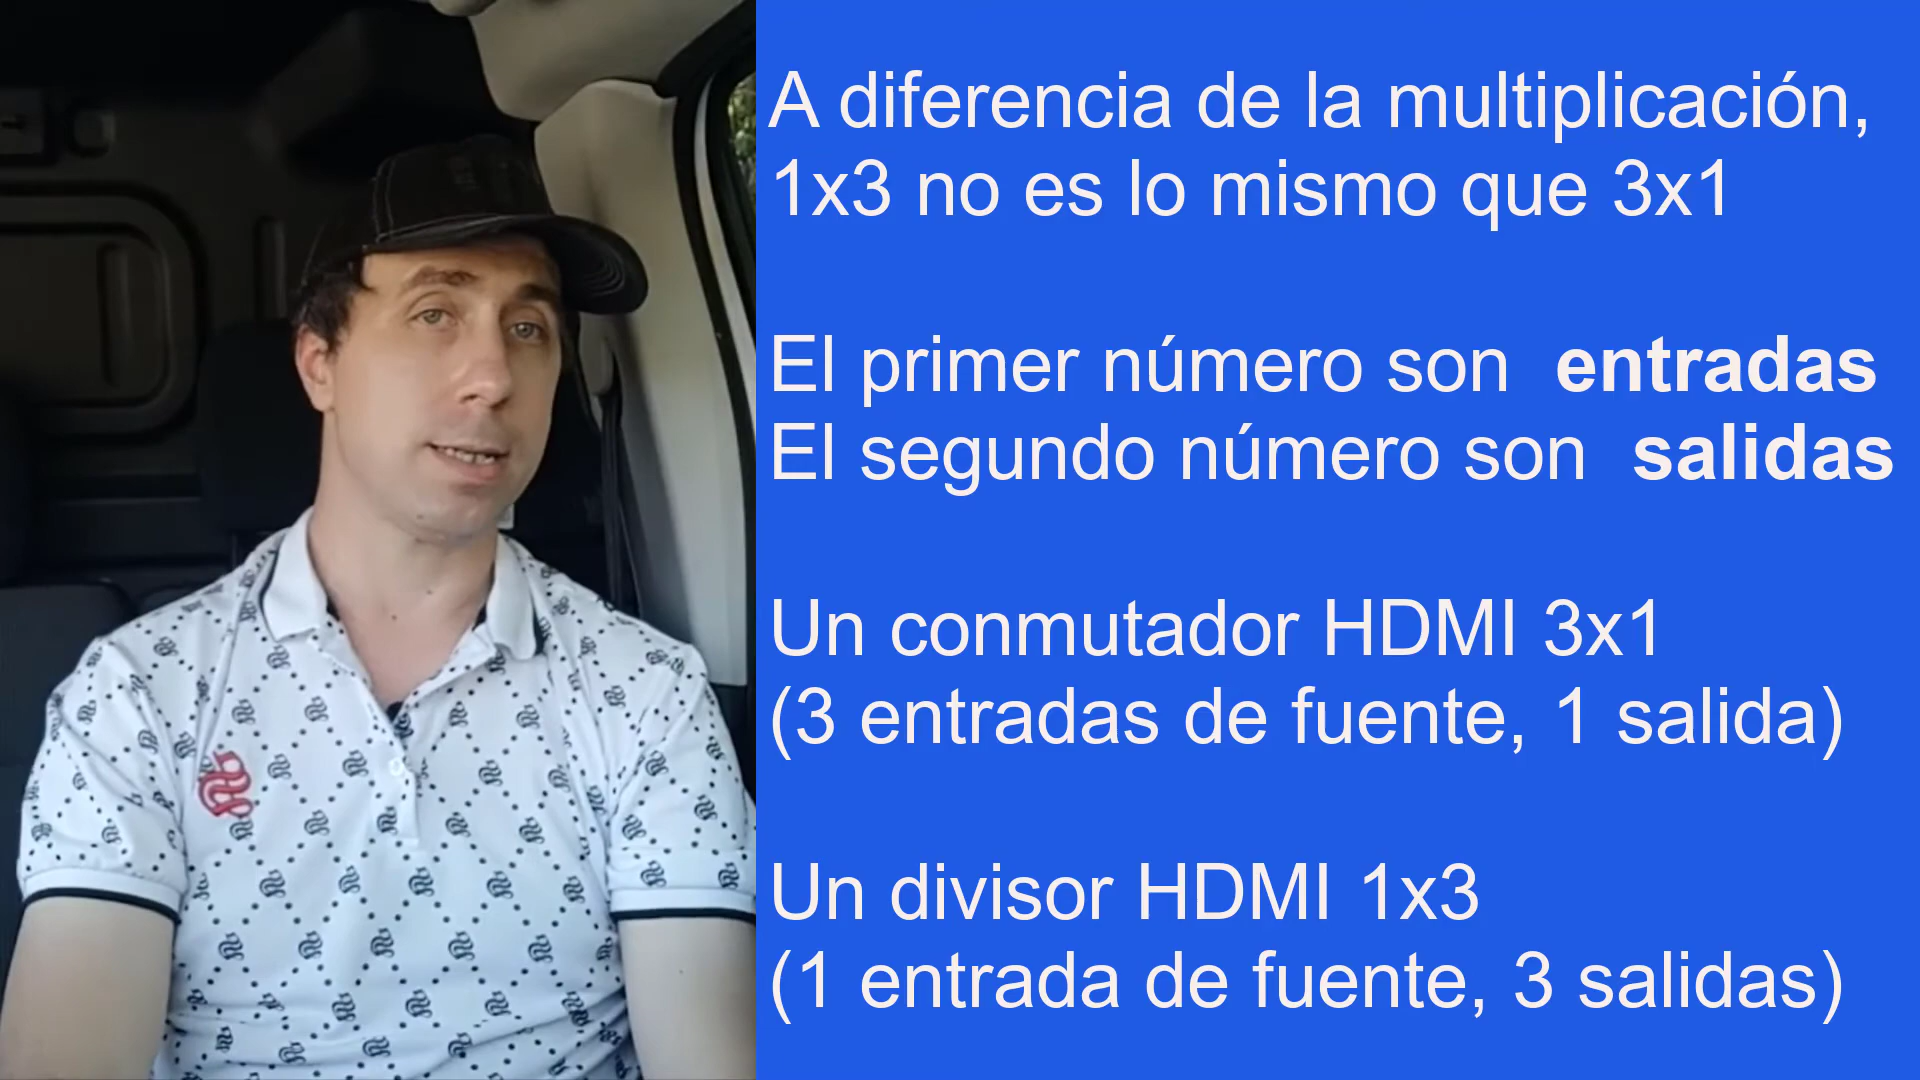 A diferencia de la multiplicación,
1x3 no es lo mismo que 3x1
El primer número son entradas
El segundo número son salidas
Un conmutador HDMI 3x1
(3 entradas de fuente, 1 salida)
Un divisor HDMI 1x3
(1 entrada de fuente, 3 salidas)